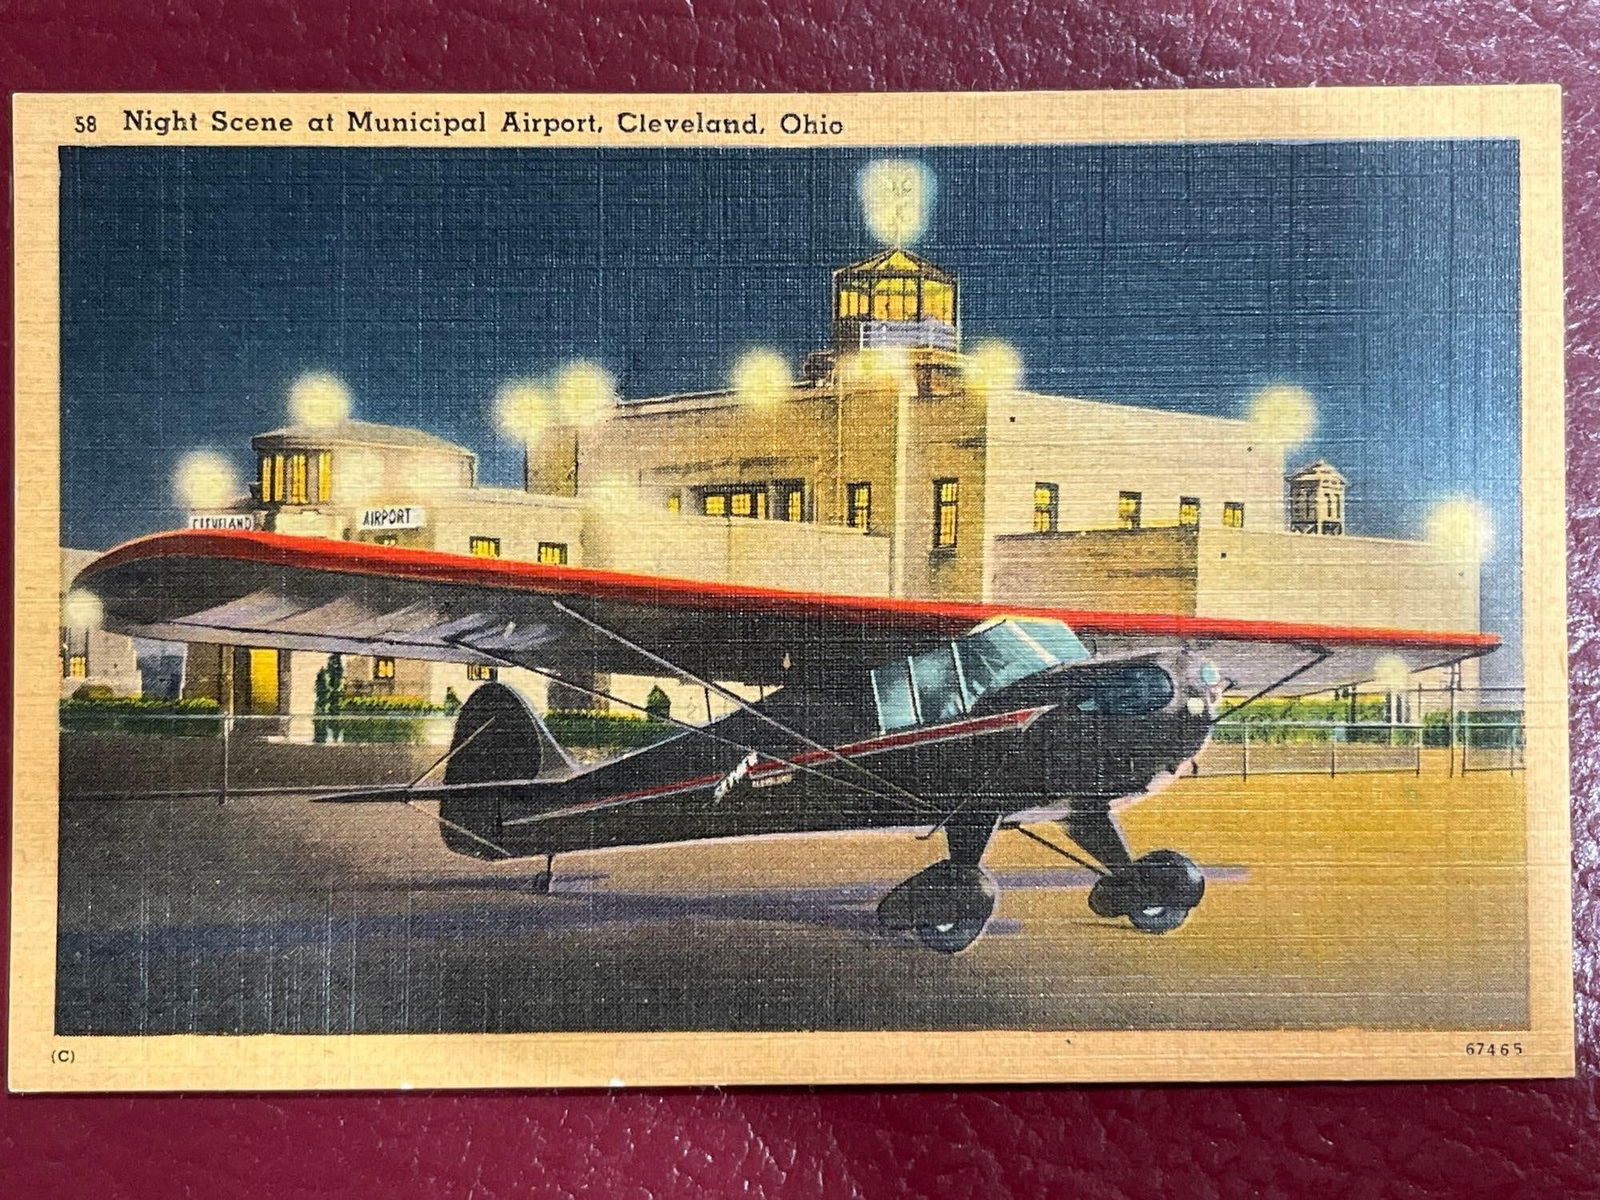 58 Night Scene at Municipal Airport, Cleveland, Ohio
CLEVELAND
AIRPORT
(C)
67465